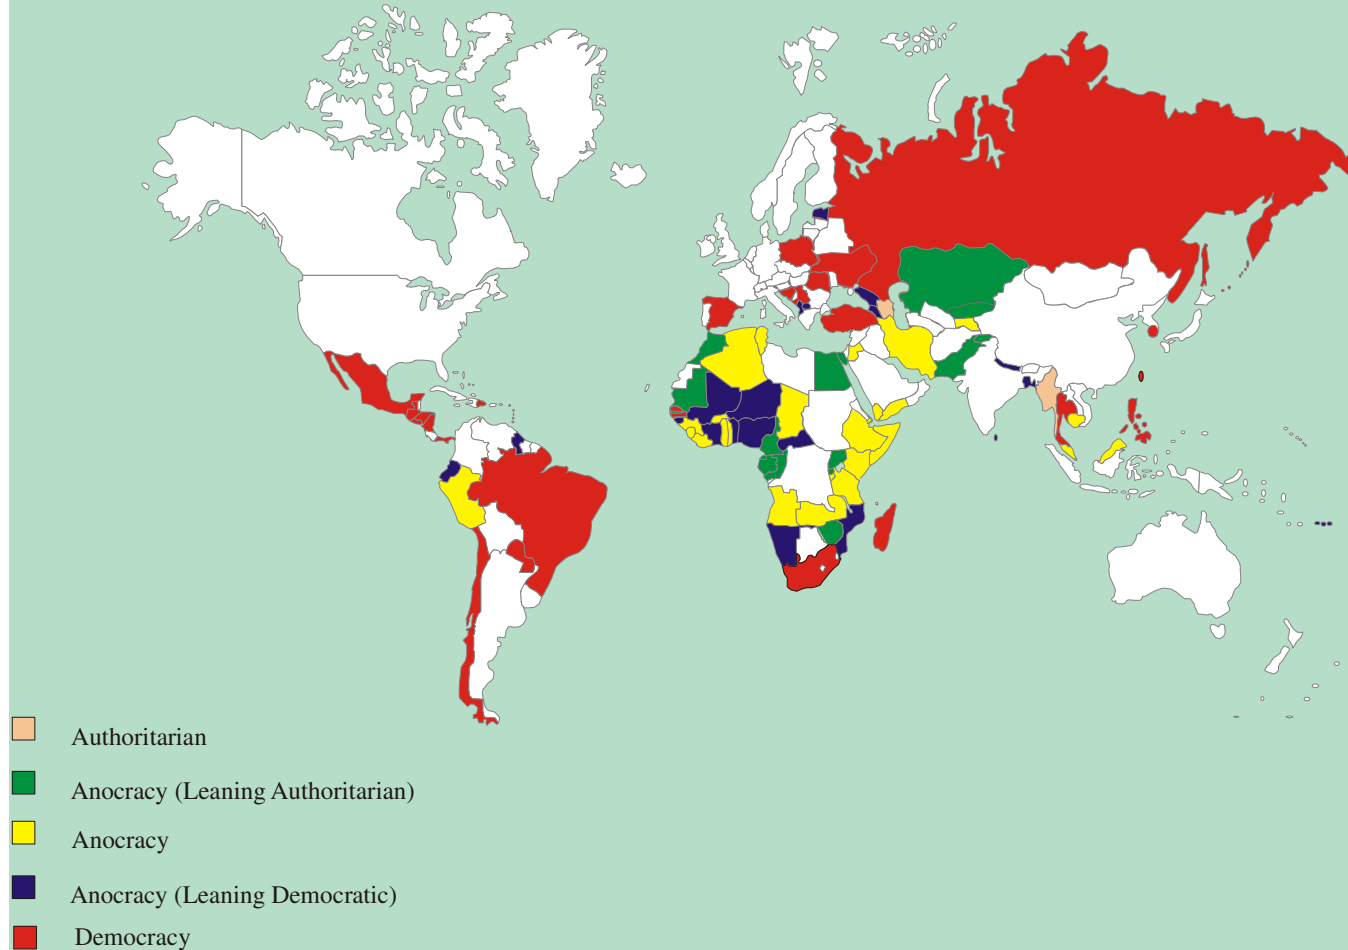 Authoritarian
Anocracy (Leaning Authoritarian)
Anocracy
Anocracy (Leaning Democratic)
Democracy